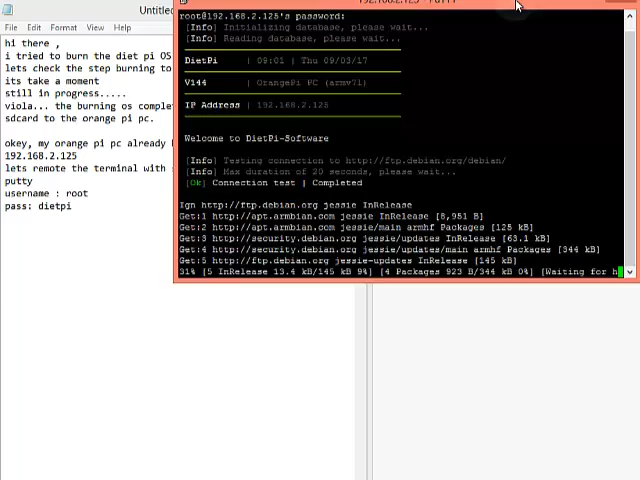 Untitle
File Edit Format View Help
hi there ,
i tried to burn the diet pi OS
lets check the step burning to
its take a moment
still in progress.....
viola... the burning os complet
sdcard to the orange pi pc.
okey, my orange pi pc already b
192.168.2.125
lets remote the terminal with s
putty
username : root
pass: dietpi
root@192.168.2.125's password:
[Info] Initializing database, please wait...
[Info] Reading database, please wait...
DietPi | 09:01 | Thu 09/03/17
V144 | OrangePi PC (armv7l)
IP Address | 192.168.2.125
Welcome to DietPi-Software
[Info] Testing connection to http://ftp.debian.org/debian/
[Info] Max duration of 20 seconds, please wait...
[Ok] Connection test | Completed
Ign http://ftp.debian.org jessie InRelease
Get:1 http://apt.armbian.com jessie InRelease [8,951 B]
Get:2 http://apt.armbian.com jessie/main armhf Packages [125 kB]
Get:3 http://security.debian.org jessie/updates InRelease [63.1 kB]
Get:4 http://security.debian.org jessie/updates/main armhf Packages [344 kB]
Get:5 http://ftp.debian.org jessie-updates InRelease [145 kB]
31% [5 InRelease 13.4 kB/145 kB 9%] [4 Packages 923 B/344 kB 0%] [Waiting for h